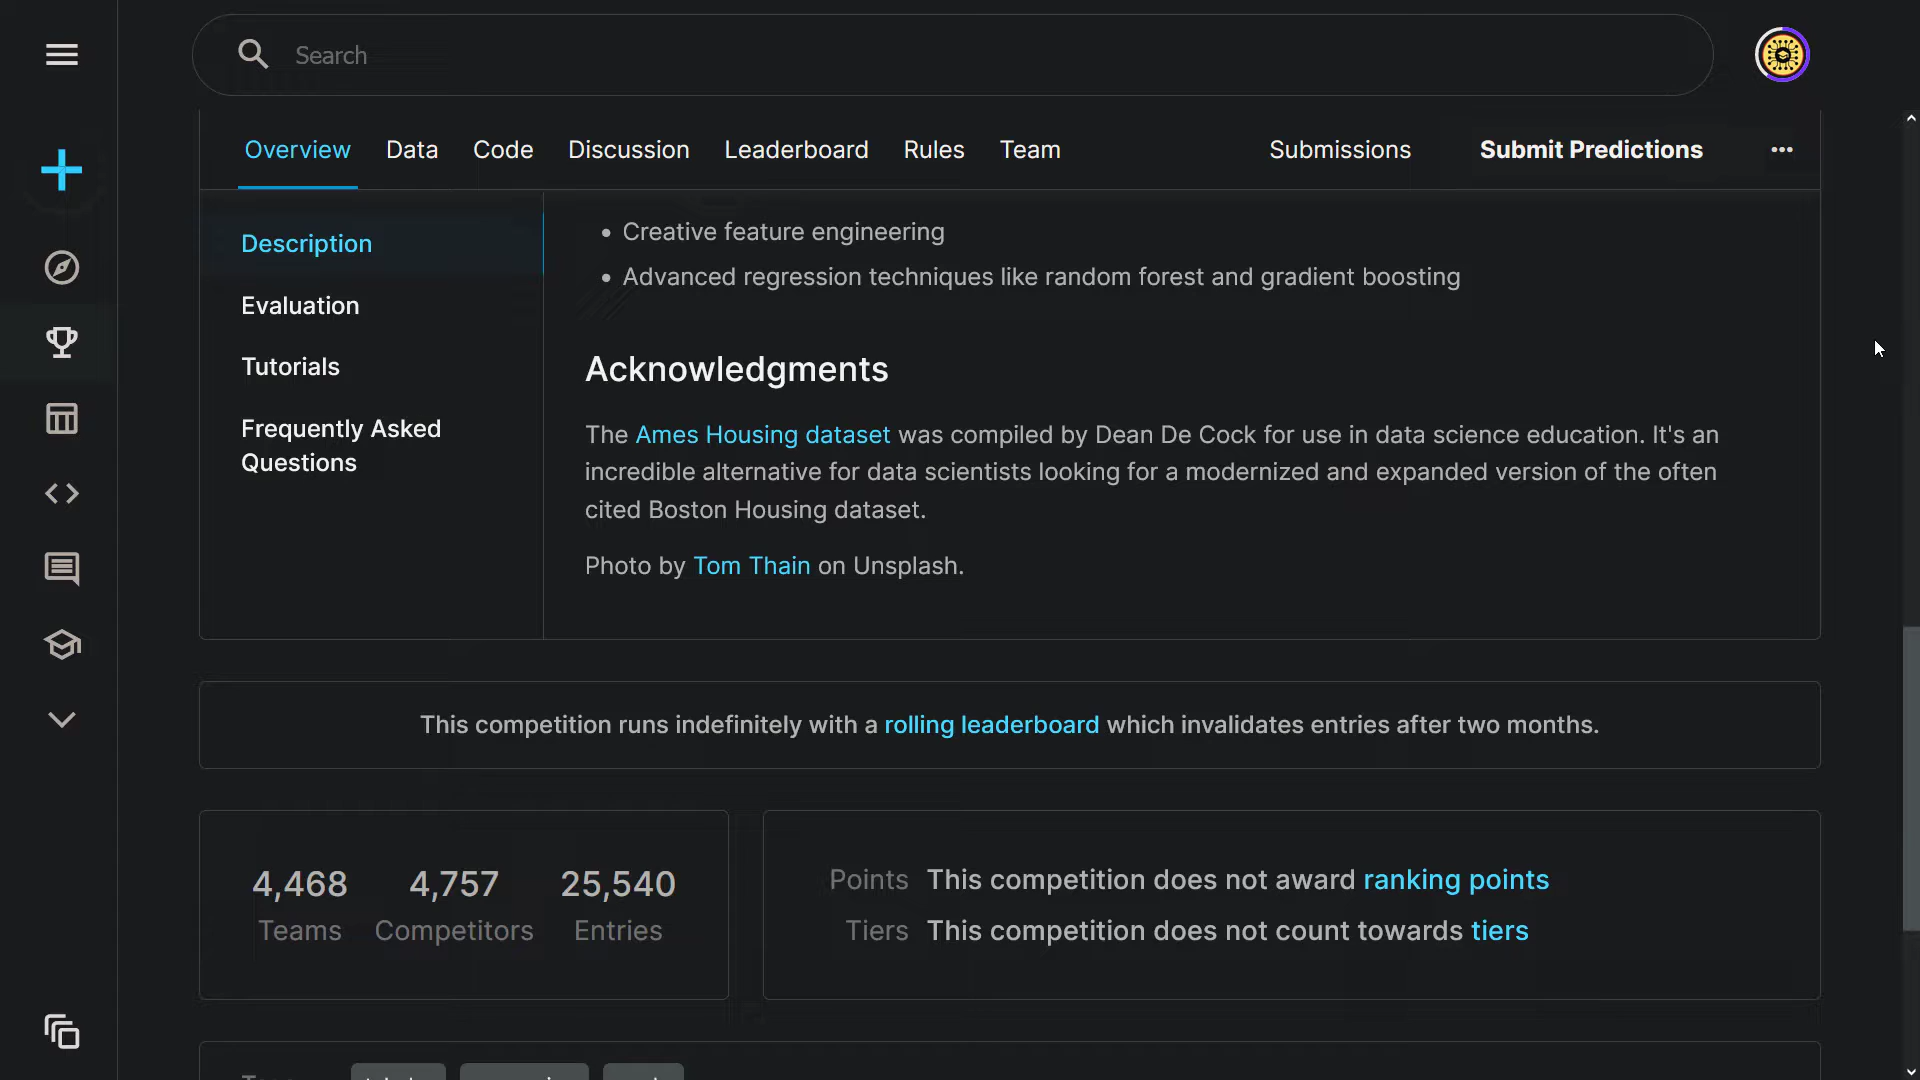 Search
Overview Data Code Discussion Leaderboard Rules Team Submissions Submit Predictions
Description
Evaluation
Tutorials
Frequently Asked
Questions
• Creative feature engineering
• Advanced regression techniques like random forest and gradient boosting
Acknowledgments
The Ames Housing dataset was compiled by Dean De Cock for use in data science education. It's an
incredible alternative for data scientists looking for a modernized and expanded version of the often
cited Boston Housing dataset.
Photo by Tom Thain on Unsplash.
This competition runs indefinitely with a rolling leaderboard which invalidates entries after two months.
4,468 4,757 25,540
Teams Competitors Entries
Points This competition does not award ranking points
Tiers This competition does not count towards tiers